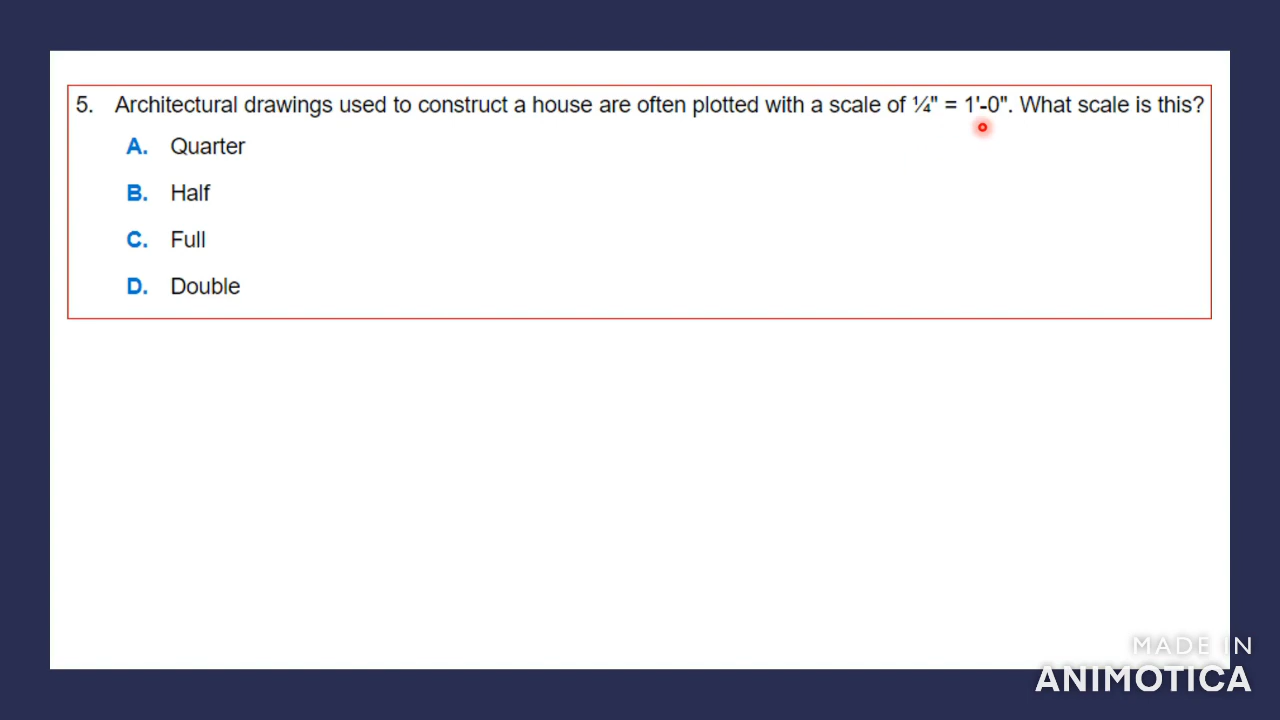 5. Architectural drawings used to construct a house are often plotted with a scale of ¼" = 1'-0". What scale is this?
A. Quarter
B. Half
C. Full
D. Double
MADE IN
ANIMOTICA